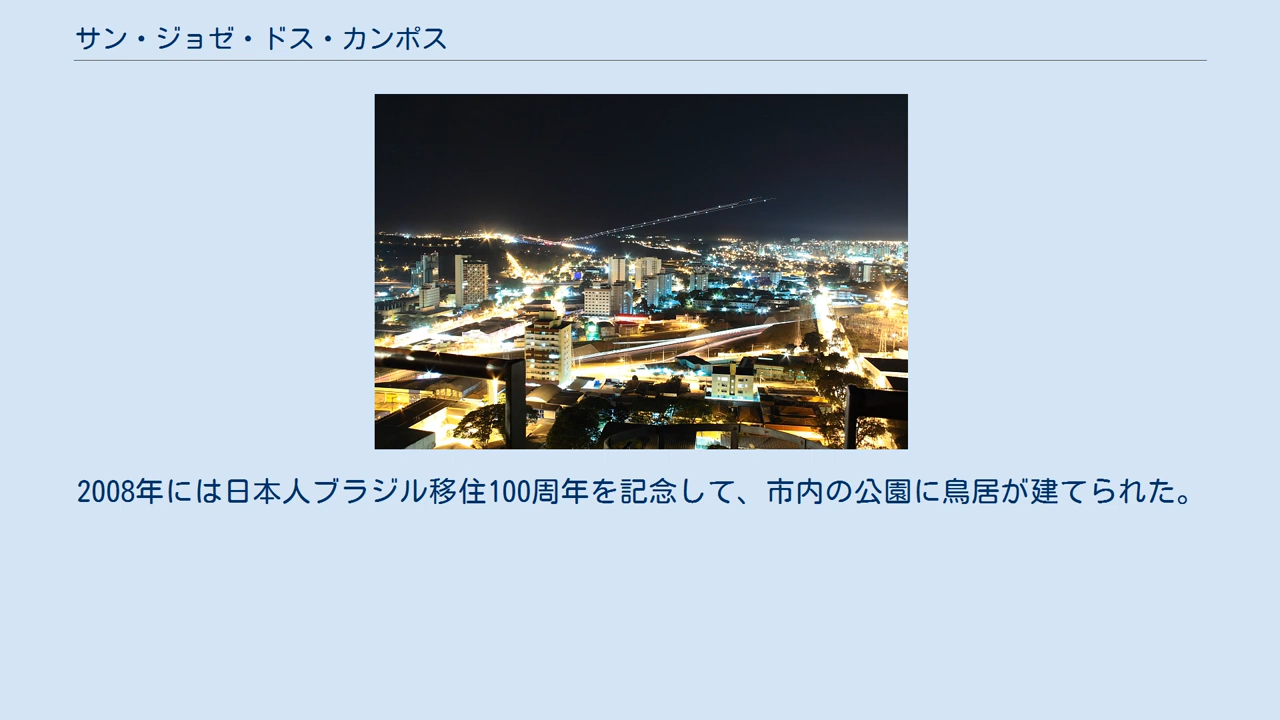 サン・ジョゼ・ドス・カンポス
2008年には日本人ブラジル移住100周年を記念して、市内の公園に鳥居が建てられた。